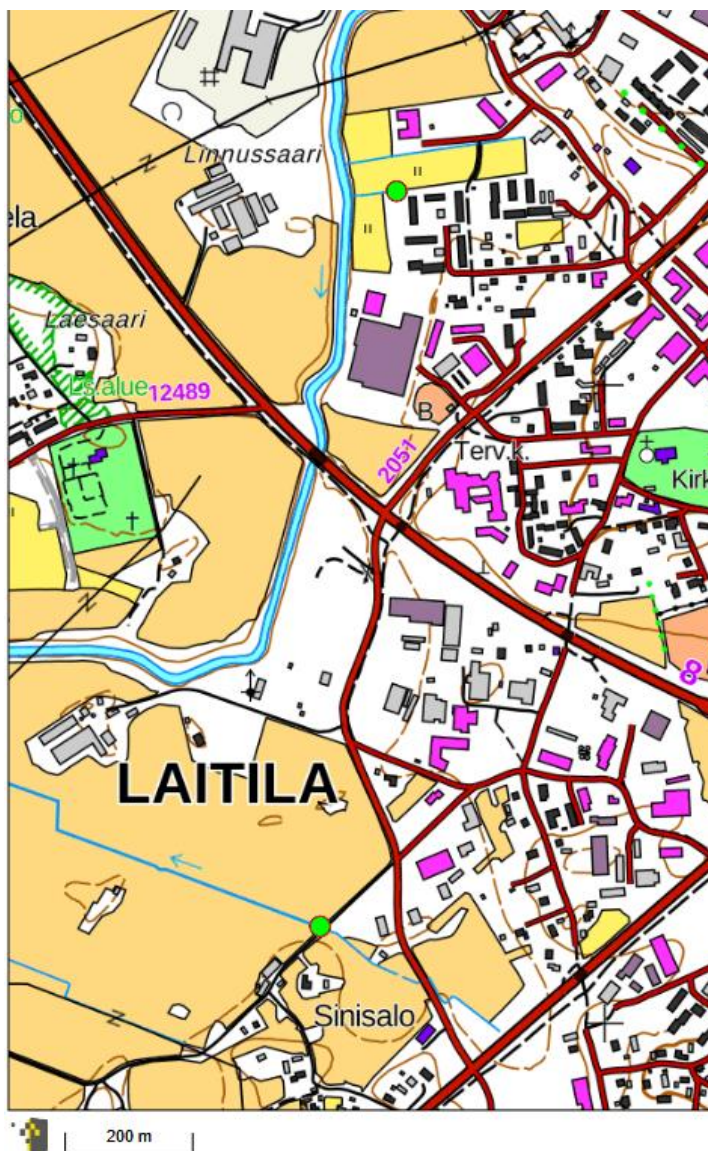 Linnussaari
ela
o
Laesaari
Ls.alue
12489
B
2051
Terv.k.
Kirk
8
LAITILA
Sinisalo
200 m